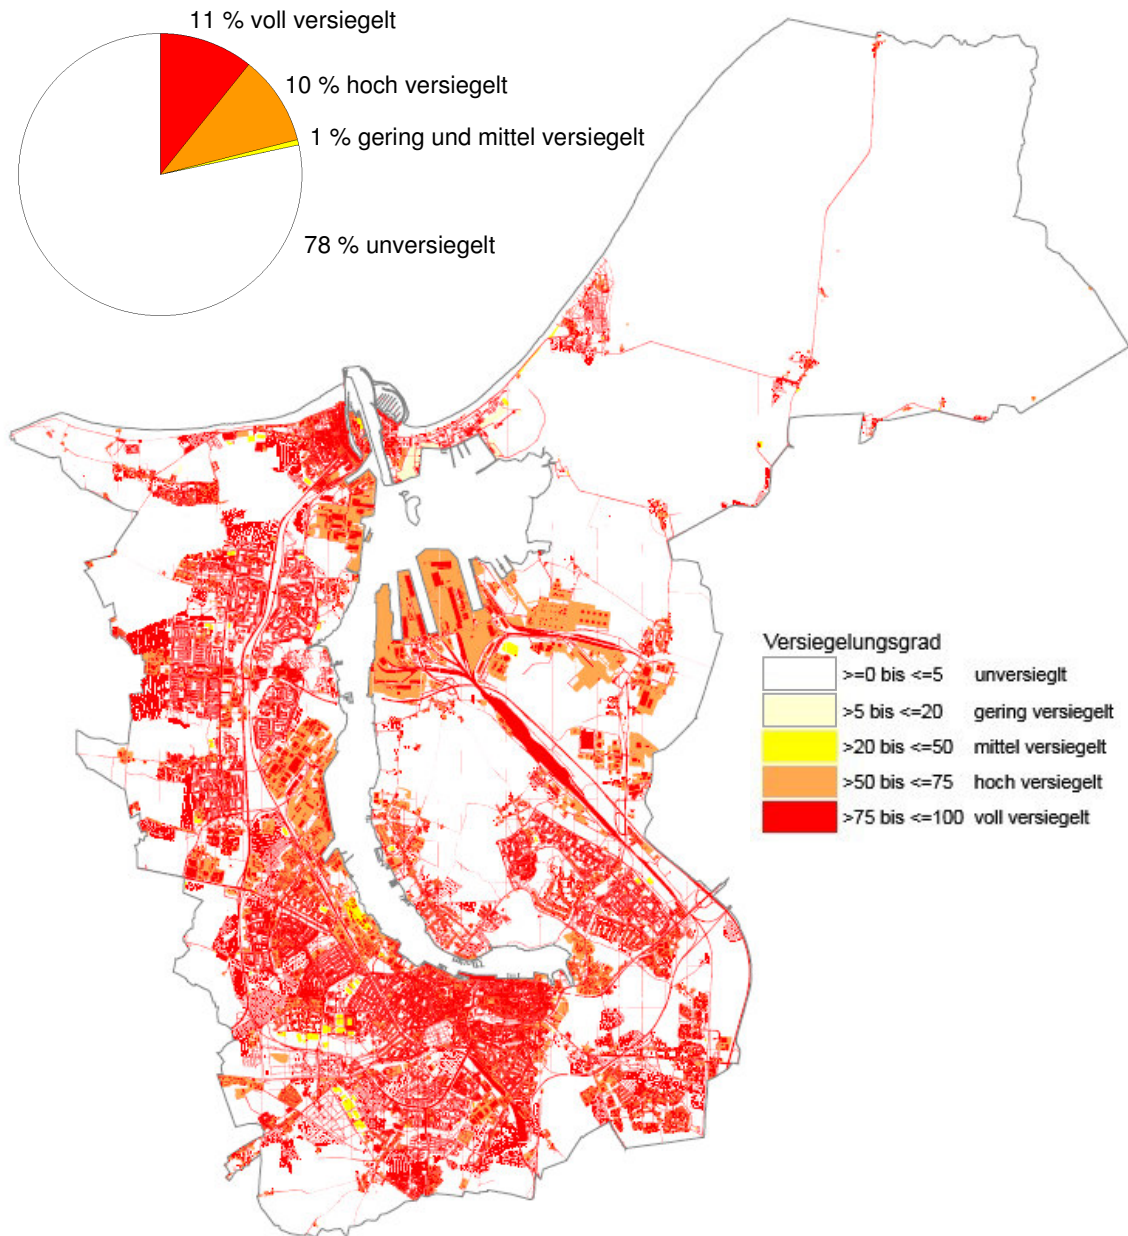 11 % voll versiegelt
10 % hoch versiegelt
1 % gering und mittel versiegelt
78 % unversiegelt
Versiegelungsgrad
>=0 bis <=5 unversieglt
>5 bis <=20 gering versiegelt
>20 bis <=50 mittel versiegelt
>50 bis <=75 hoch versiegelt
>75 bis <=100 voll versiegelt